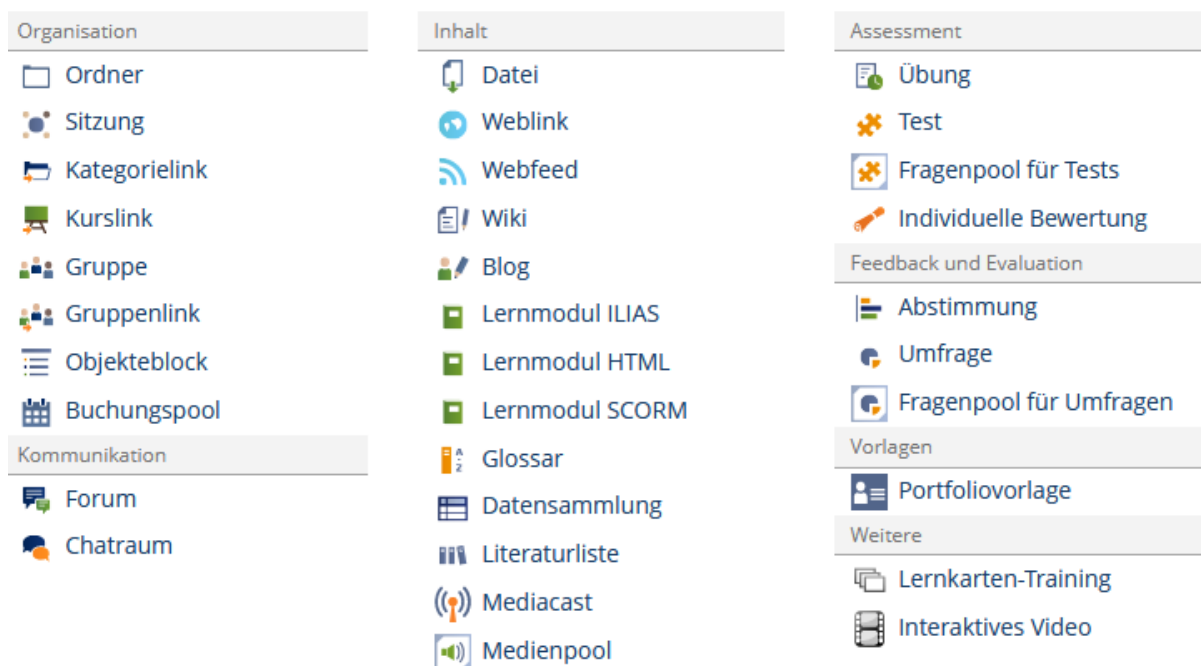 Organisation
Ordner
Sitzung
Kategorielink
Kurslink
Gruppe
Gruppenlink
Objekteblock
Buchungspool
Kommunikation
Forum
Chatraum
Inhalt
Datei
Weblink
Webfeed
Wiki
Blog
Lernmodul ILIAS
Lernmodul HTML
Lernmodul SCORM
Glossar
Datensammlung
Literaturliste
Mediacast
Medienpool
Assessment
Übung
Test
Fragenpool für Tests
Individuelle Bewertung
Feedback und Evaluation
Abstimmung
Umfrage
Fragenpool für Umfragen
Vorlagen
Portfoliovorlage
Weitere
Lernkarten-Training
Interaktives Video